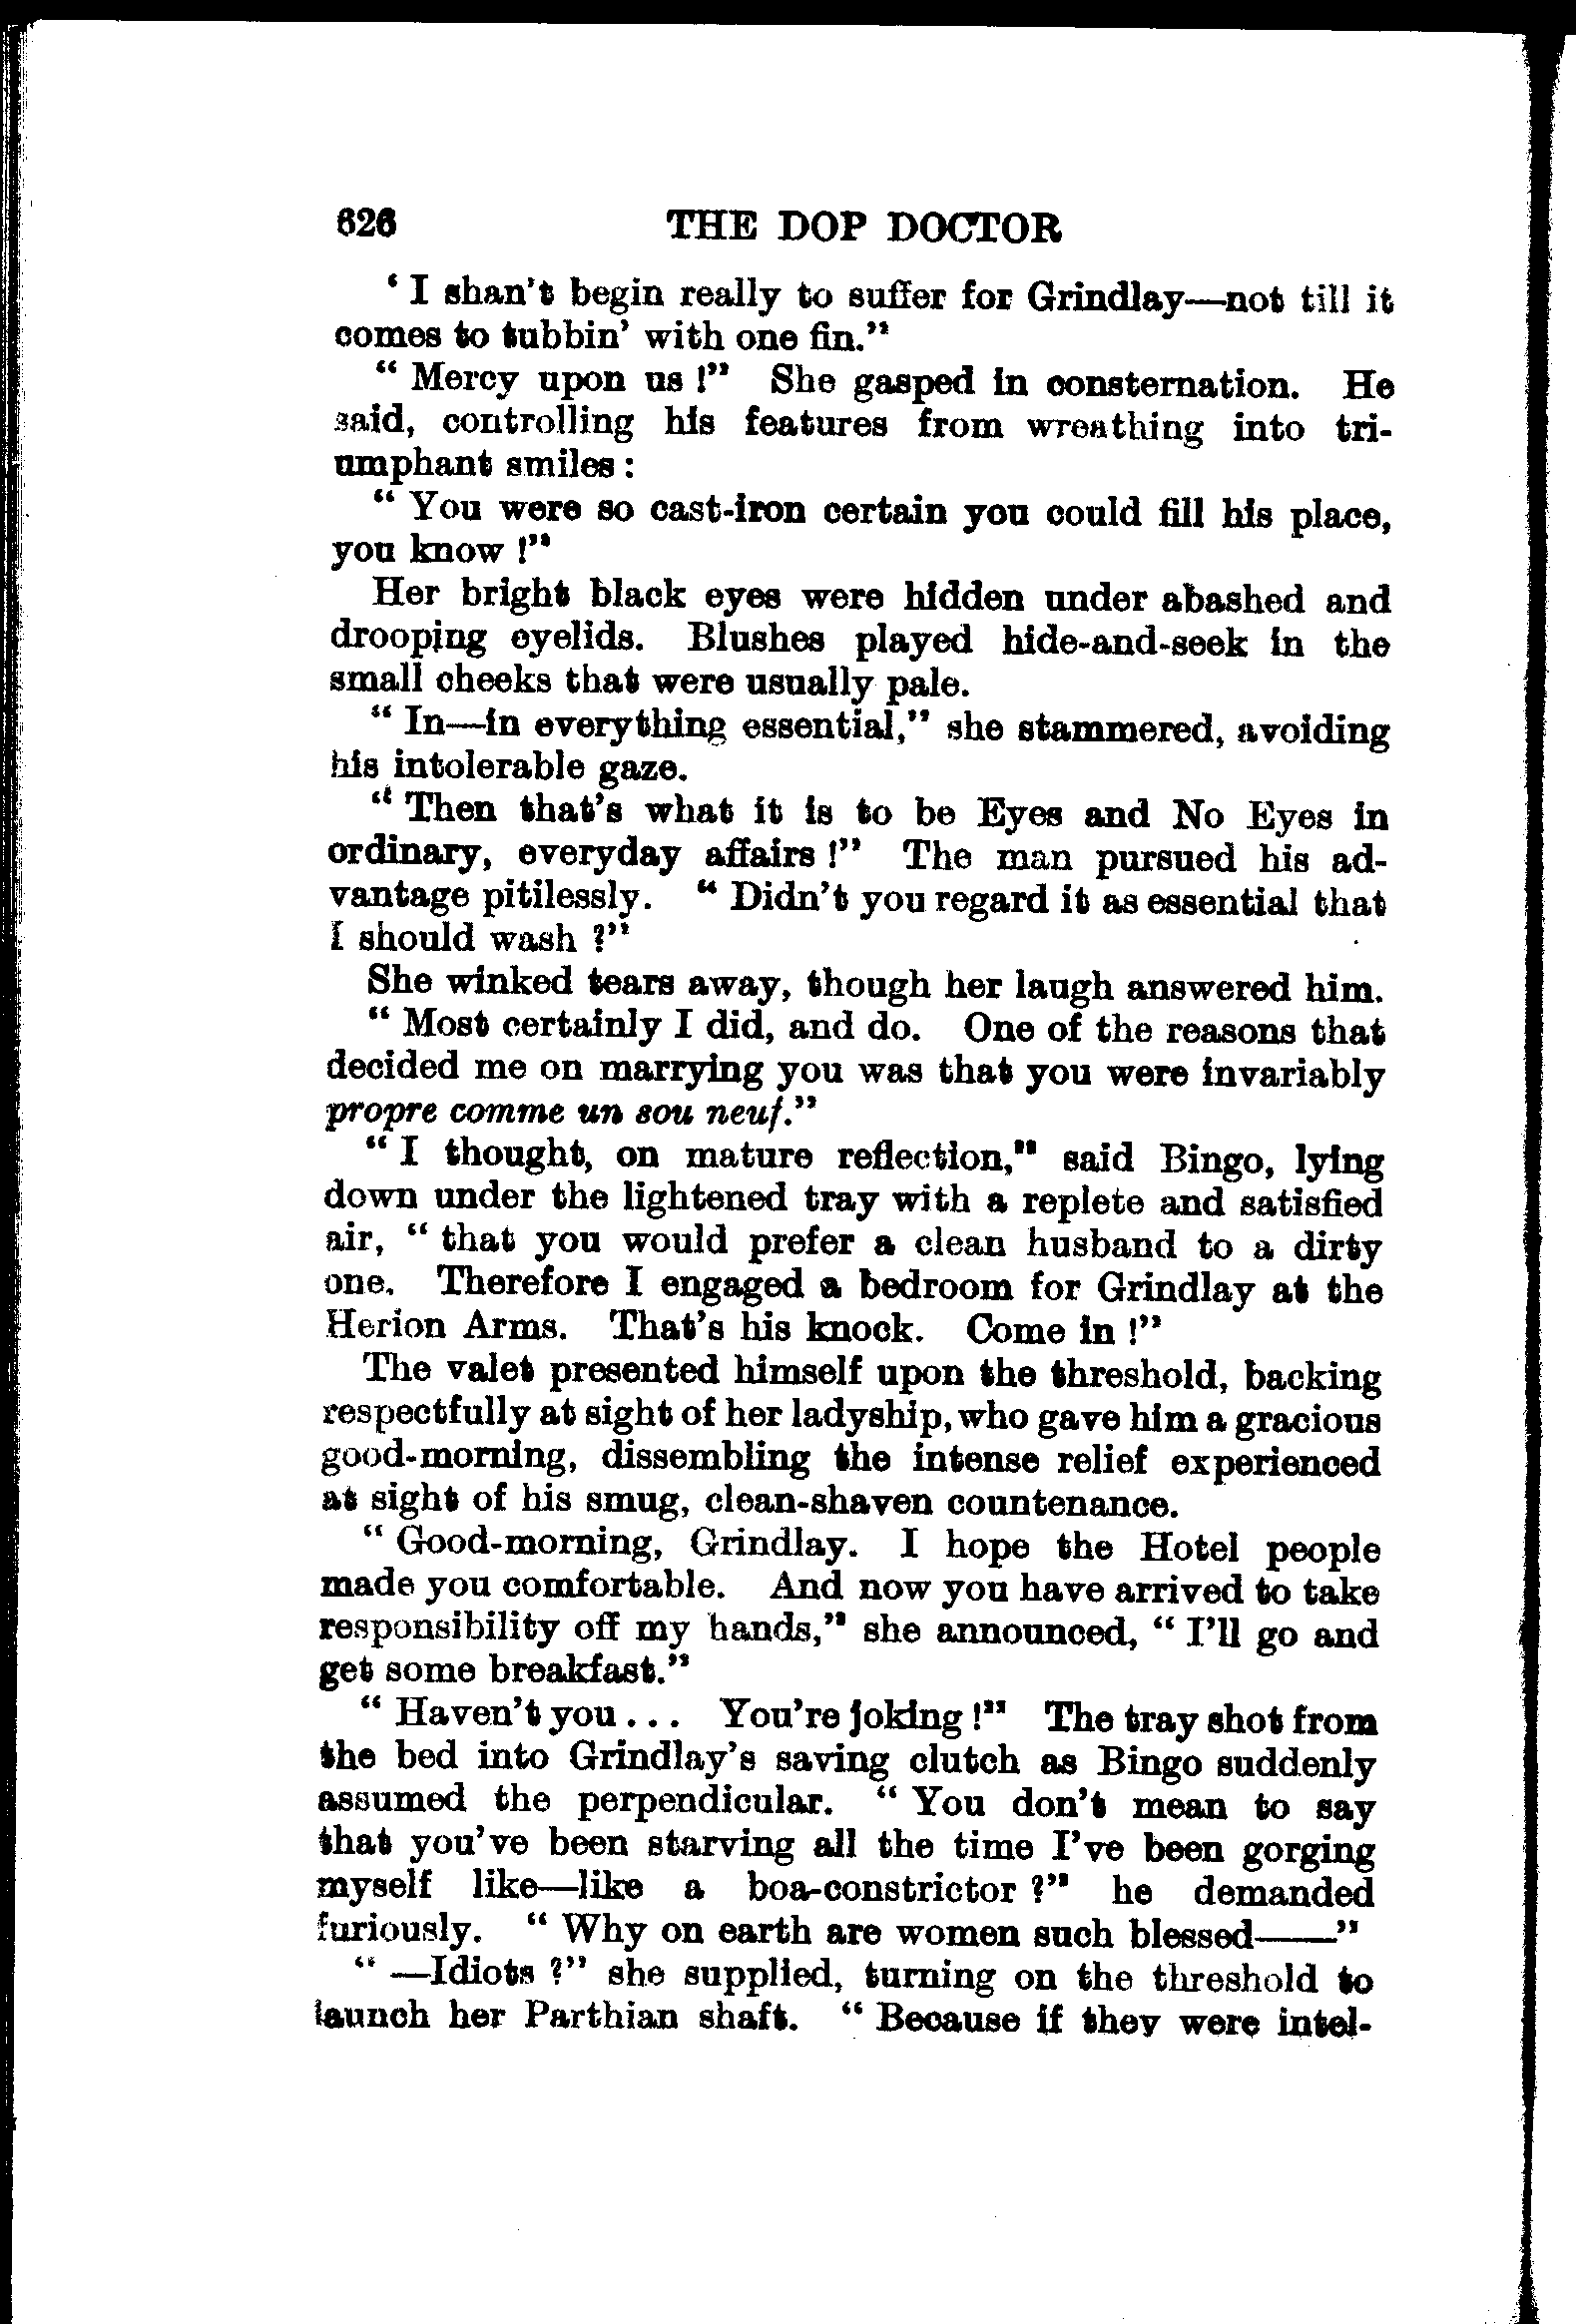 626 THE DOP DOCTOR
‘ I shan't begin really to suffer for Grindlay—not till it
comes to tubbin' with one fin.”
“ Mercy upon us !” She gasped in consternation. He
said, controlling his features from wreathing into tri-
umphant smiles :
“ You were so cast-iron certain you could fill his place,
you know !”
Her bright black eyes were hidden under abashed and
drooping eyelids. Blushes played hide-and-seek in the
small cheeks that were usually pale.
“ In—in everything essential,” she stammered, avoiding
his intolerable gaze.
“ Then that's what it is to be Eyes and No Eyes in
ordinary, everyday affairs !” The man pursued his ad-
vantage pitilessly. “ Didn't you regard it as essential that
I should wash ?”
She winked tears away, though her laugh answered him.
“ Most certainly I did, and do. One of the reasons that
decided me on marrying you was that you were invariably
propre comme un sou neuf.”
“ I thought, on mature reflection,” said Bingo, lying
down under the lightened tray with a replete and satisfied
air, “ that you would prefer a clean husband to a dirty
one. Therefore I engaged a bedroom for Grindlay at the
Herion Arms. That's his knock. Come in !”
The valet presented himself upon the threshold, backing
respectfully at sight of her ladyship, who gave him a gracious
good-morning, dissembling the intense relief experienced
at sight of his smug, clean-shaven countenance.
“ Good-morning, Grindlay. I hope the Hotel people
made you comfortable. And now you have arrived to take
responsibility off my hands,” she announced, “ I'll go and
get some breakfast.”
“ Haven't you . . . You're joking !” The tray shot from
the bed into Grindlay's saving clutch as Bingo suddenly
assumed the perpendicular. “ You don't mean to say
that you've been starving all the time I've been gorging
myself like—like a boa-constrictor ?” he demanded
furiously. “ Why on earth are women such blessed——”
“ —Idiots ?” she supplied, turning on the threshold to
launch her Parthian shaft. “ Because if they were intel-